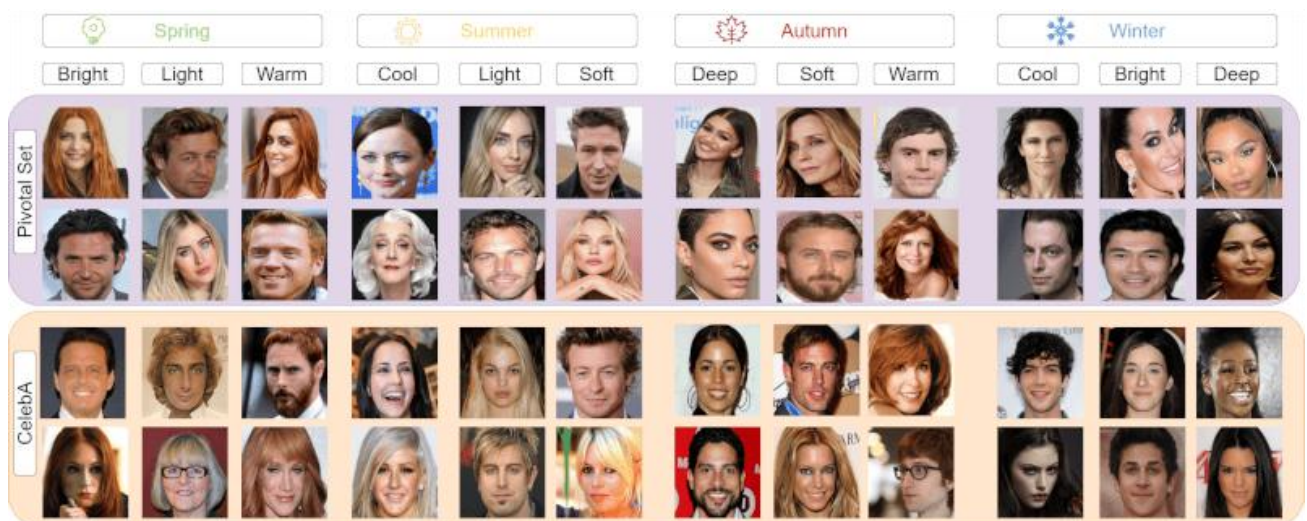 Spring Summer Autumn Winter
Bright Light Warm Cool Light Soft Deep Soft Warm Cool Bright Deep
Pivotal Set
CelebA